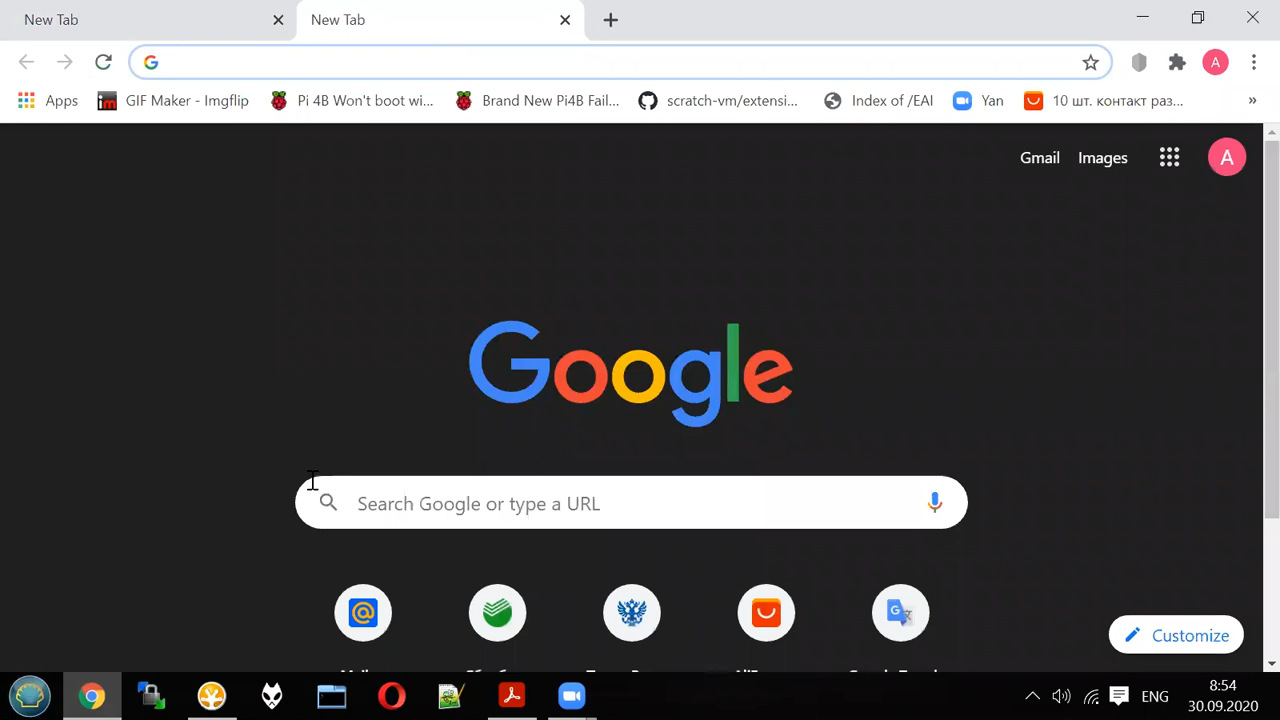 New Tab
New Tab
Apps
GIF Maker - Imgflip
Pi 4B Won't boot wi...
Brand New Pi4B Fail...
scratch-vm/extensi...
Index of /EAI
Yan
10 шт. контакт раз...
»
Gmail
Images
A
A
Google
Search Google or type a URL
Customize
ENG
8:54
30.09.2020